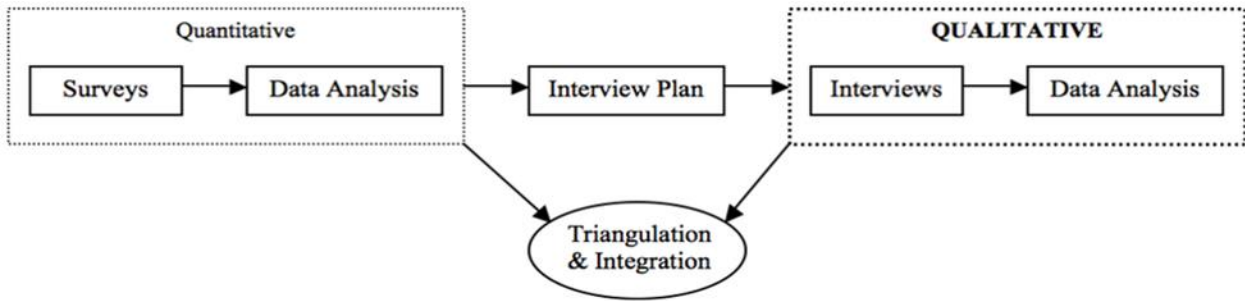 Quantitative
QUALITATIVE
Surveys
Data Analysis
Interview Plan
Interviews
Data Analysis
Triangulation
& Integration